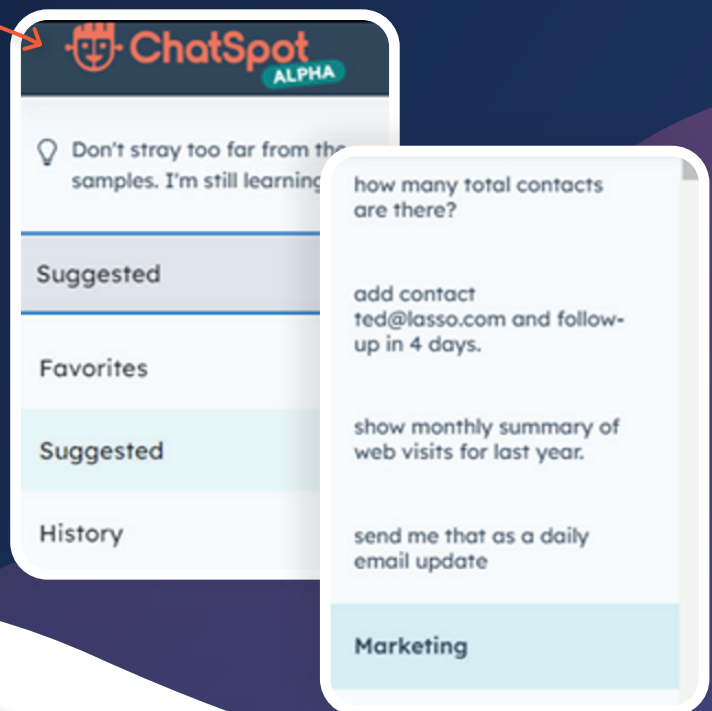 ChatSpot
ALPHA
Don't stray too far from the
samples. I'm still learning
Suggested
Favorites
Suggested
History
how many total contacts
are there?
add contact
ted@lasso.com and follow-
up in 4 days.
show monthly summary of
web visits for last year.
send me that as a daily
email update
Marketing